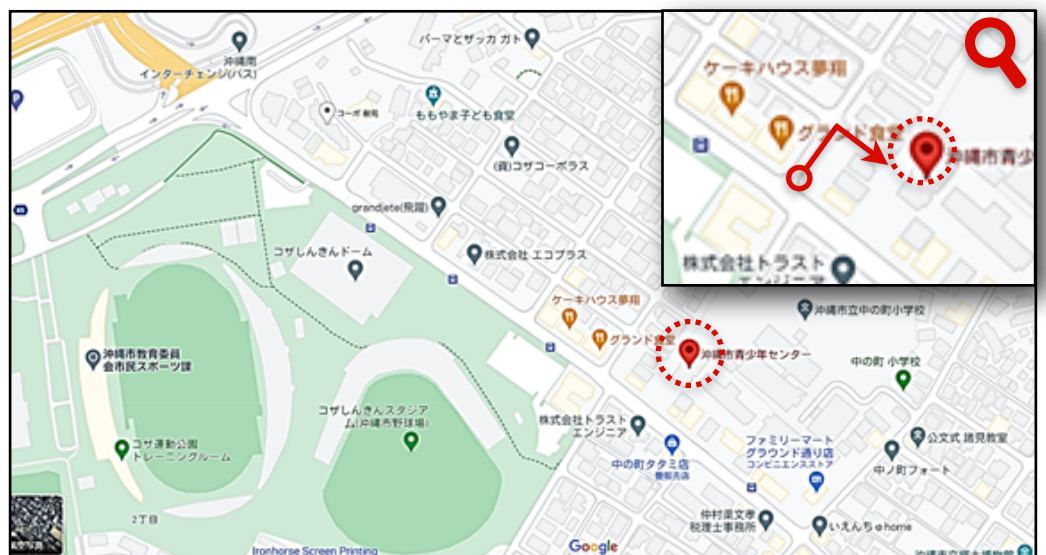 沖縄南
インターチェンジ(バス)
パーマとザッカ ガト
ももやま子ども食堂
(資)コザコーポラス
grandjete(飛躍)
コザしんきんドーム
株式会社 エコプラス
ケーキハウス夢翔
グランド食堂
沖縄市青少
株式会社トラスト
エンジニア
沖縄市立中の町小学校
ケーキハウス夢翔
グランド食堂
沖縄市青少年センター
中の町 小学校
沖縄市教育委員
会市民スポーツ課
コザしんきんスタジア
ム(沖縄市野球場)
株式会社トラスト
エンジニア
コザ運動公園
トレーニングルーム
中の町タタミ店
畳販売店
ファミリーマート
グラウンド通り店
コンビニエンスストア
公文式 諸見教室
中ノ町フォート
2丁目
仲村渠文孝
税理士事務所
いえんちｅhome
Ironhorse Screen Printing
Google